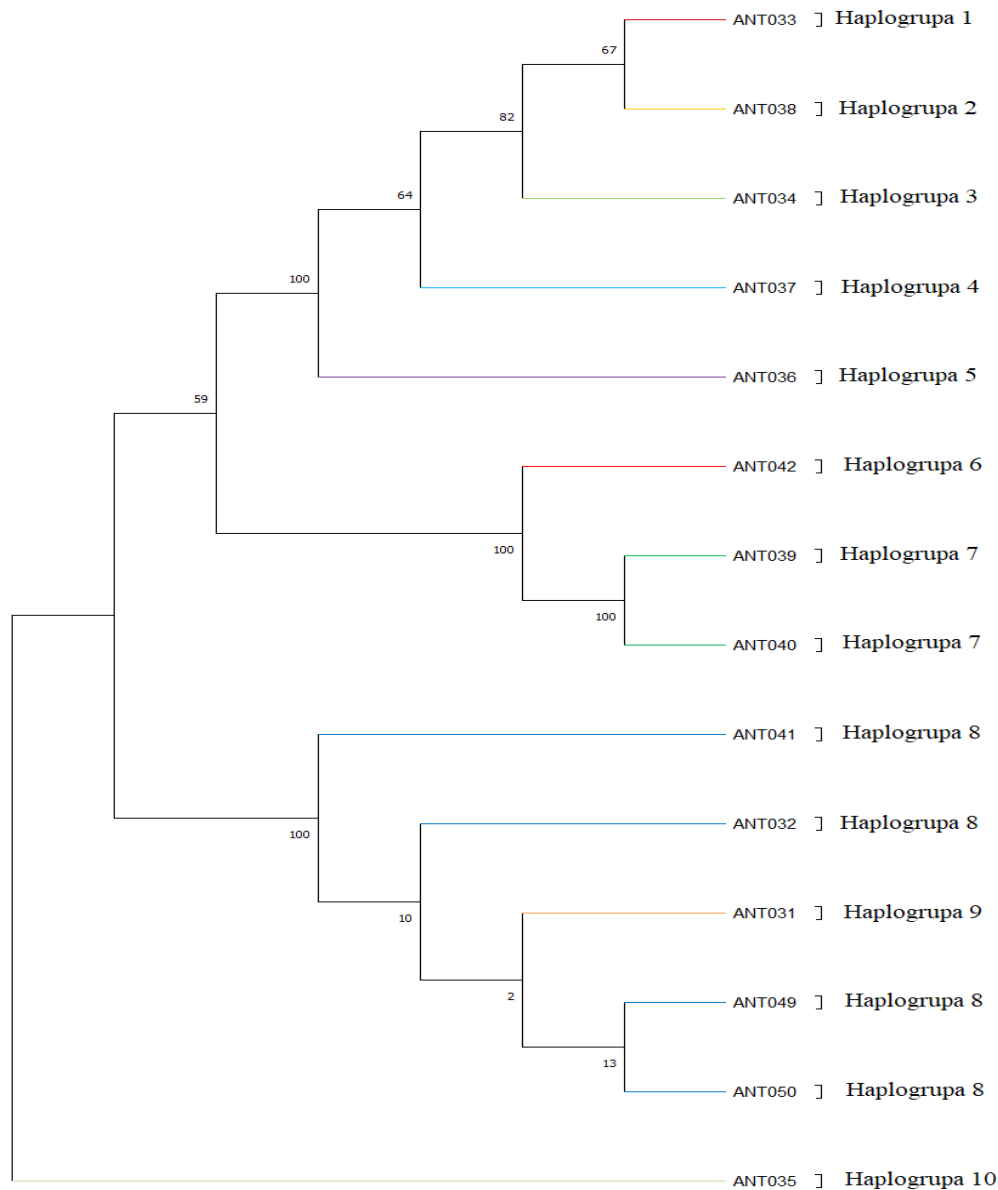 ANT033 ] Haplogrupa 1
67
ANT038 ] Haplogrupa 2
82
ANT034 ] Haplogrupa 3
64
ANT037 ] Haplogrupa 4
100
ANT036 ] Haplogrupa 5
59
ANT042 ] Haplogrupa 6
100
ANT039 ] Haplogrupa 7
100
ANT040 ] Haplogrupa 7
ANT041 ] Haplogrupa 8
100
ANT032 ] Haplogrupa 8
10
ANT031 ] Haplogrupa 9
2
ANT049 ] Haplogrupa 8
13
ANT050 ] Haplogrupa 8
ANT035 ] Haplogrupa 10